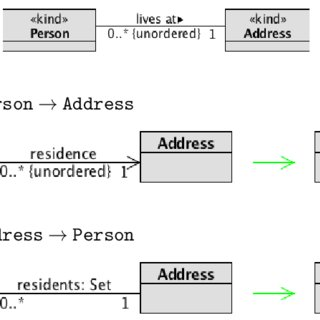 «kind» lives at▸ «kind»
Person 0..* {unordered} 1 Address
rson → Address
residence Address
0..* {unordered} 1
dress → Person
residents: Set Address
0..* 1